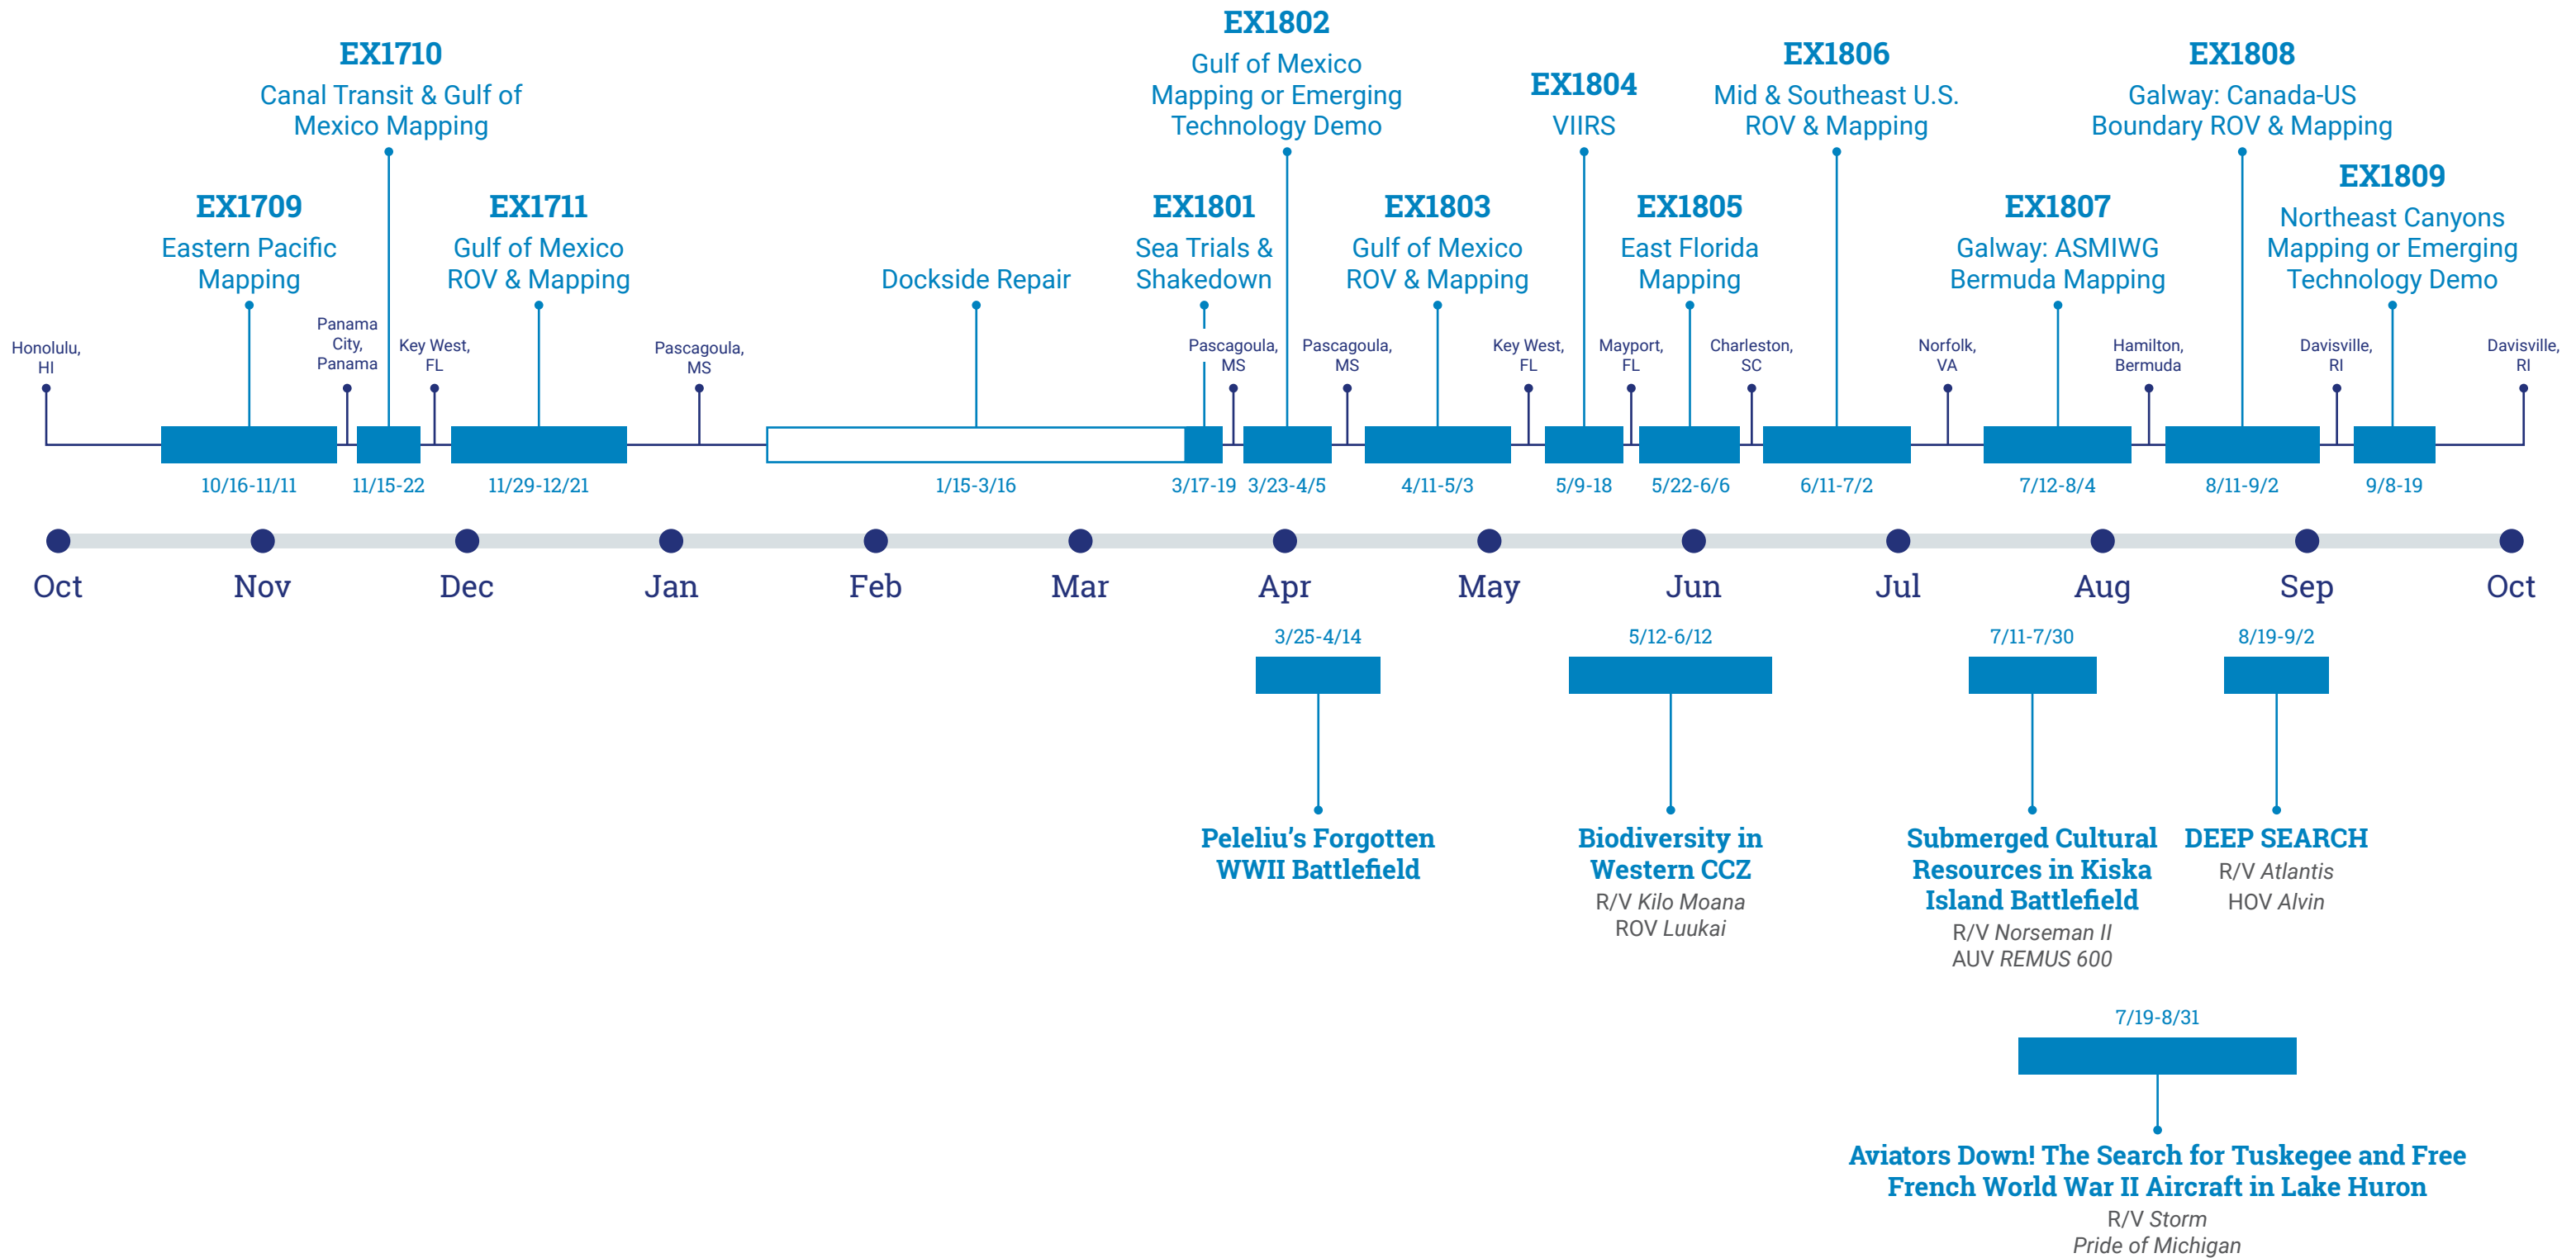 EX1709
Eastern Pacific
Mapping
EX1710
Canal Transit & Gulf of
Mexico Mapping
EX1711
Gulf of Mexico
ROV & Mapping
Dockside Repair
EX1801
Sea Trials &
Shakedown
EX1802
Gulf of Mexico
Mapping or Emerging
Technology Demo
EX1803
Gulf of Mexico
ROV & Mapping
EX1804
VIIRS
EX1805
East Florida
Mapping
EX1806
Mid & Southeast U.S.
ROV & Mapping
EX1807
Galway: ASMIWG
Bermuda Mapping
EX1808
Galway: Canada-US
Boundary ROV & Mapping
EX1809
Northeast Canyons
Mapping or Emerging
Technology Demo
Honolulu,
HI
Panama
City,
Panama
Key West,
FL
Pascagoula,
MS
Pascagoula,
MS
Pascagoula,
MS
Key West,
FL
Mayport,
FL
Charleston,
SC
Norfolk,
VA
Hamilton,
Bermuda
Davisville,
RI
Davisville,
RI
10/16-11/11
11/15-22
11/29-12/21
1/15-3/16
3/17-19
3/23-4/5
4/11-5/3
5/9-18
5/22-6/6
6/11-7/2
7/12-8/4
8/11-9/2
9/8-19
Oct
Nov
Dec
Jan
Feb
Mar
Apr
May
Jun
Jul
Aug
Sep
Oct
3/25-4/14
Peleliu’s Forgotten
WWII Battlefield
5/12-6/12
Biodiversity in
Western CCZ
R/V Kilo Moana
ROV Luukai
7/11-7/30
Submerged Cultural
Resources in Kiska
Island Battlefield
R/V Norseman II
AUV REMUS 600
8/19-9/2
DEEP SEARCH
R/V Atlantis
HOV Alvin
7/19-8/31
Aviators Down! The Search for Tuskegee and Free
French World War II Aircraft in Lake Huron
R/V Storm
Pride of Michigan